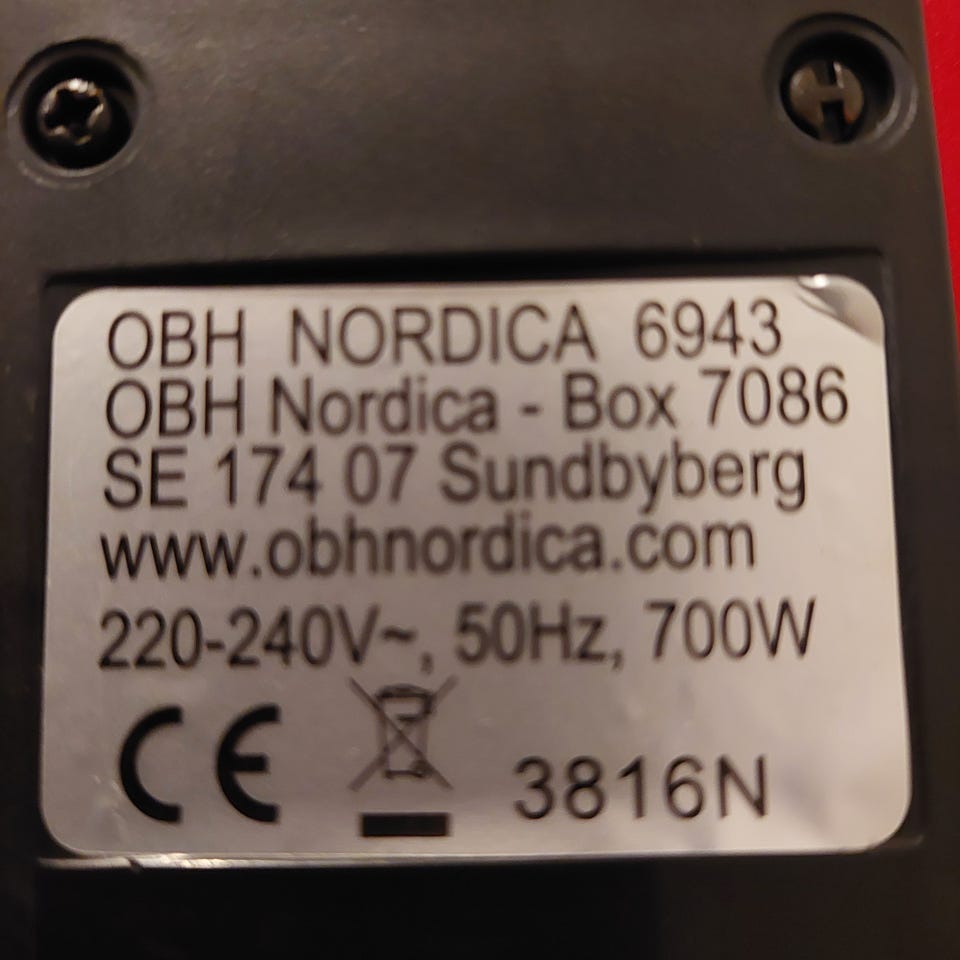 OBH NORDICA 6943
OBH Nordica - Box 7086
SE 174 07 Sundbyberg
www.obhnordica.com
220-240V~, 50Hz, 700W
CE 3816N